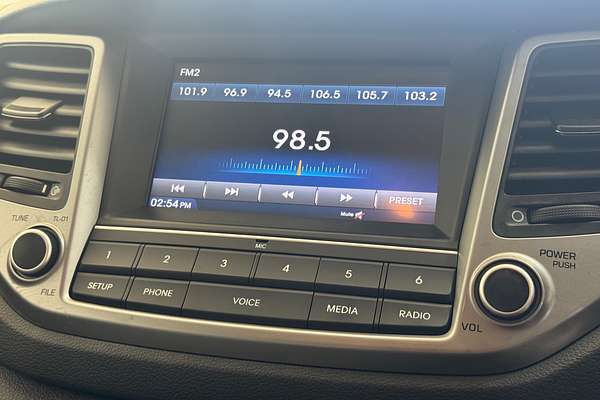 FM2
101.9 96.9 94.5 106.5 105.7 103.2
98.5
PRESET
02:54 PM Mute
MIC
TUNE
FILE
1 2 3 4 5 6
SETUP PHONE VOICE MEDIA RADIO
POWER
PUSH
VOL